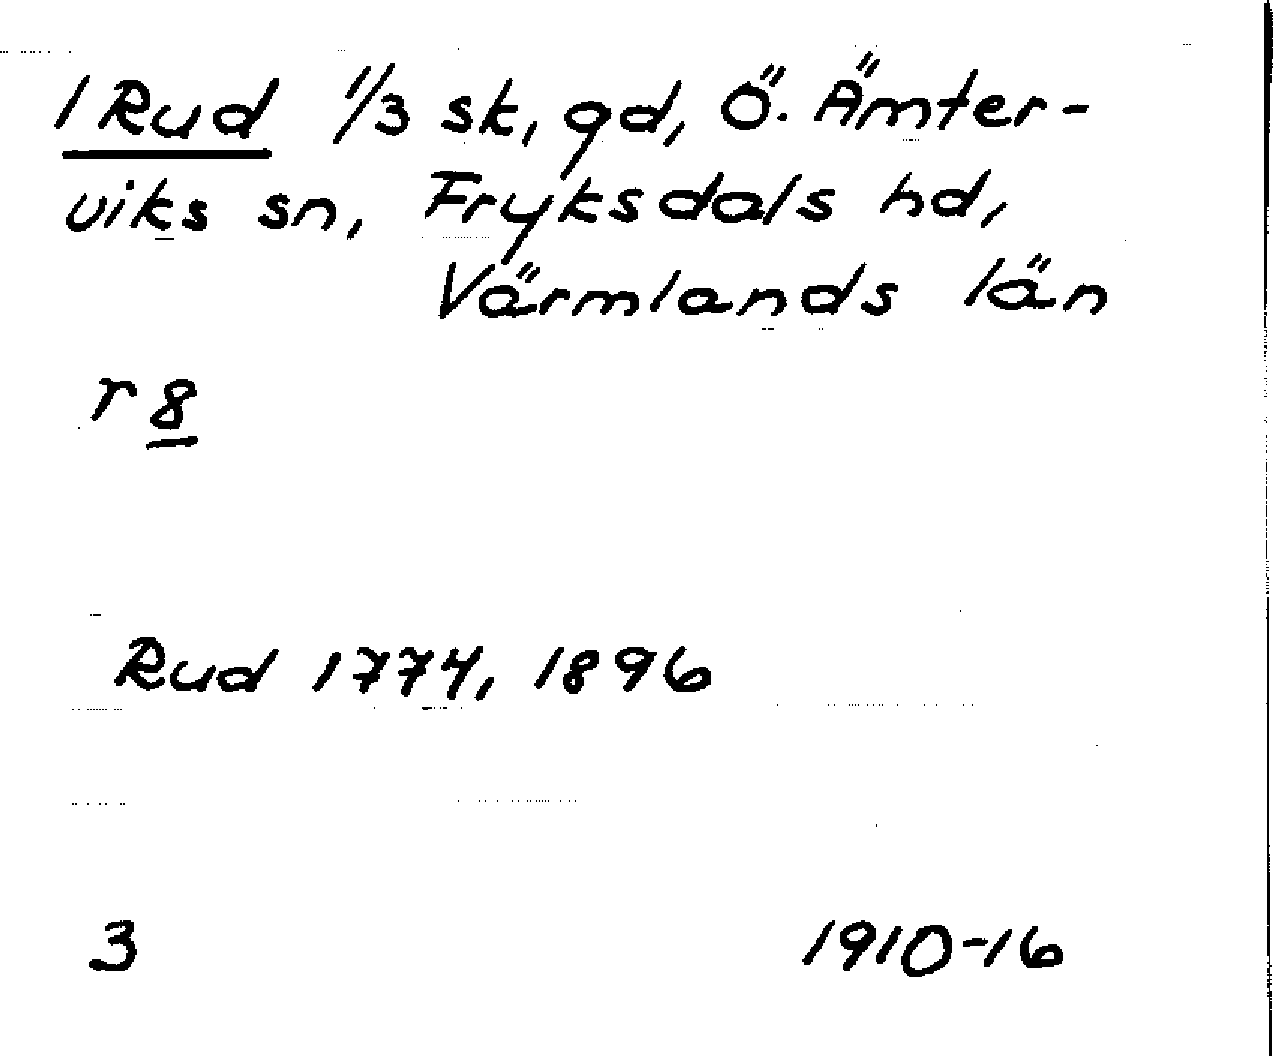 1 Rud 1/3 sk, gd, Ö. Ämter-
viks sn, Fryksdals hd,
Värmlands län
r 8
Rud 1774, 1896
3 1910-16